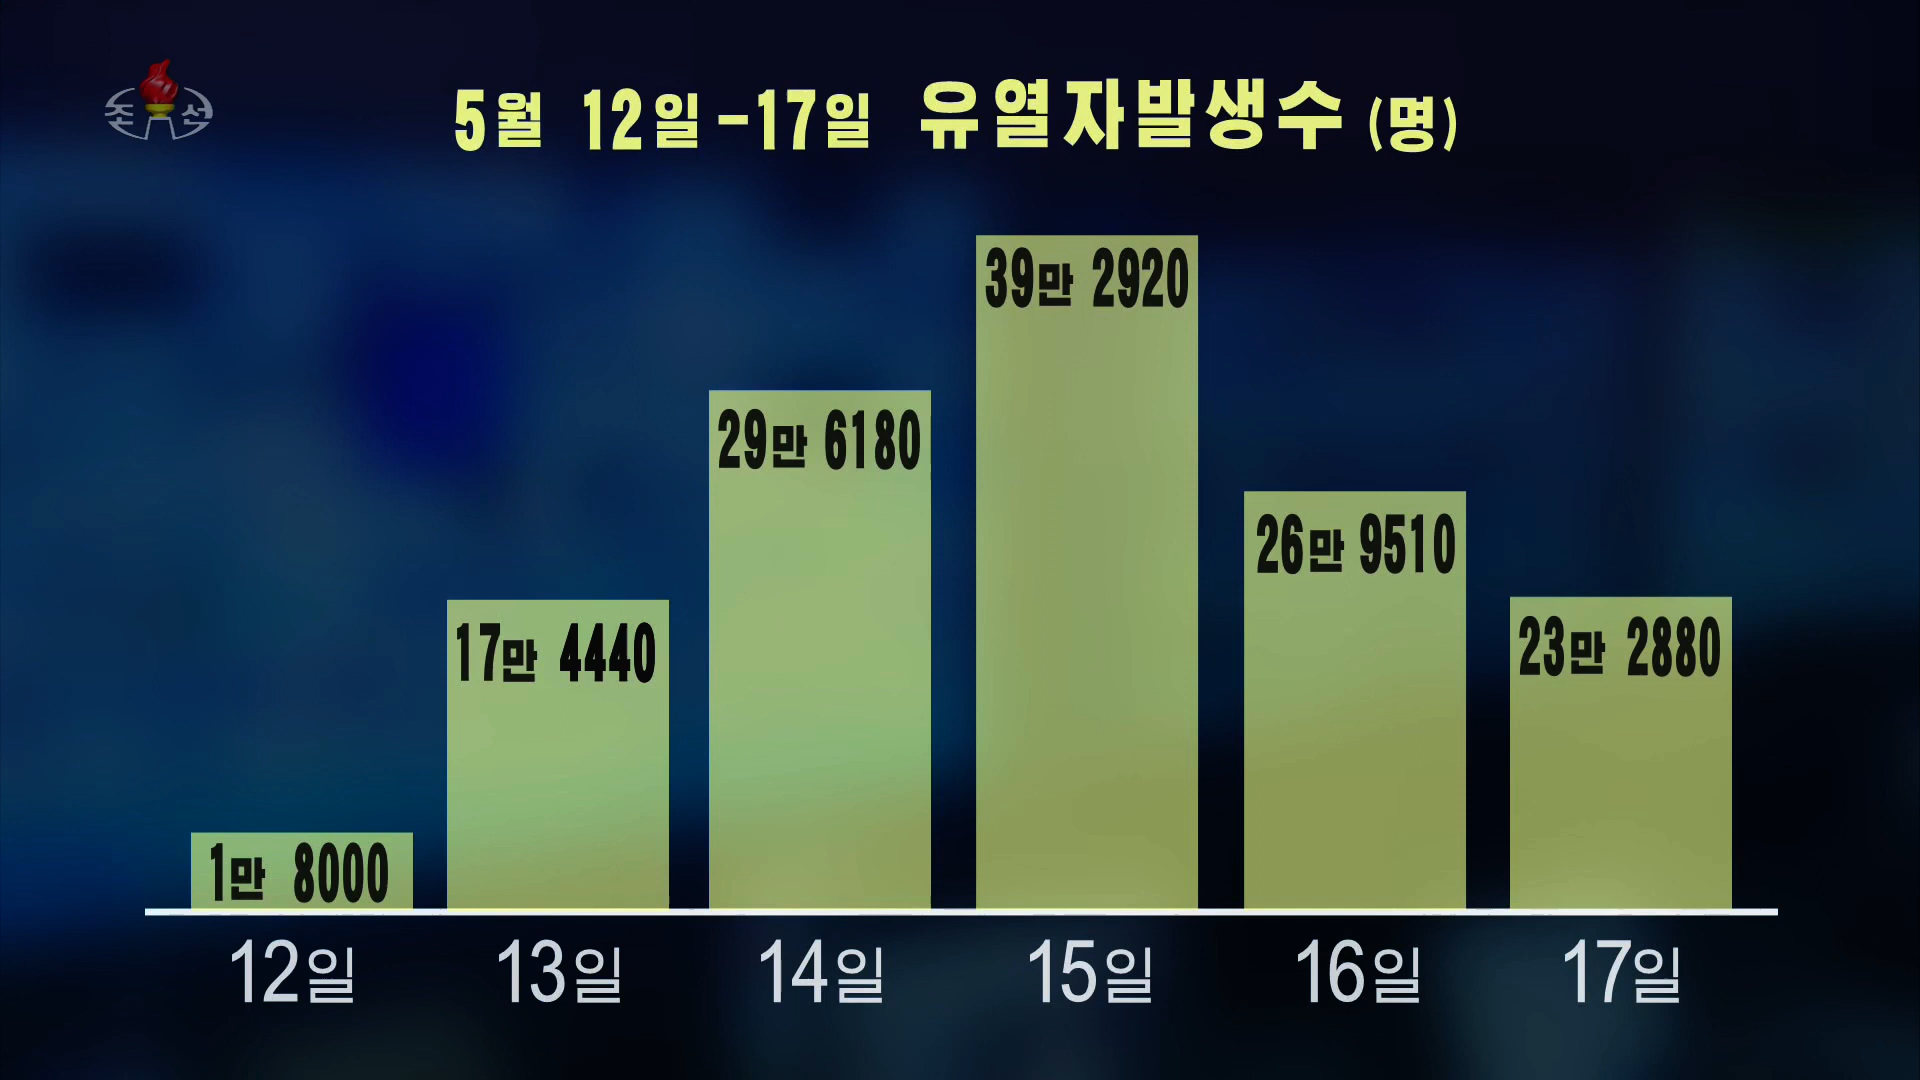 조선
5월 12일-17일 유열자발생수 (명)
39만 2920
29만 6180
26만 9510
17만 4440
23만 2880
1만 8000
12일 13일 14일 15일 16일 17일